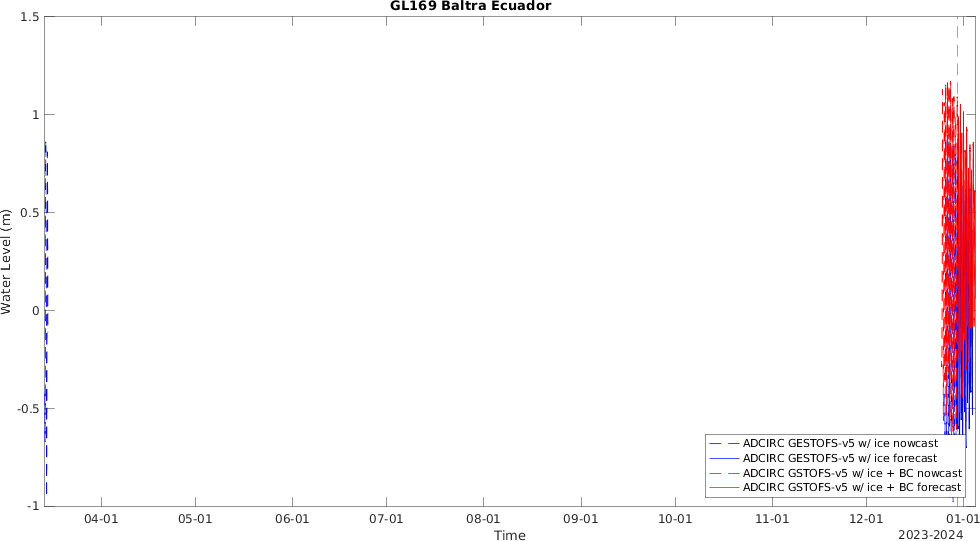 GL169 Baltra Ecuador
1.5
1
0.5
0
-0.5
-1
Water Level (m)
ADCIRC GESTOFS-v5 w/ ice nowcast
ADCIRC GESTOFS-v5 w/ ice forecast
ADCIRC GSTOFS-v5 w/ ice + BC nowcast
ADCIRC GSTOFS-v5 w/ ice + BC forecast
04-01 05-01 06-01 07-01 08-01 09-01 10-01 11-01 12-01 01-01
Time
2023-2024